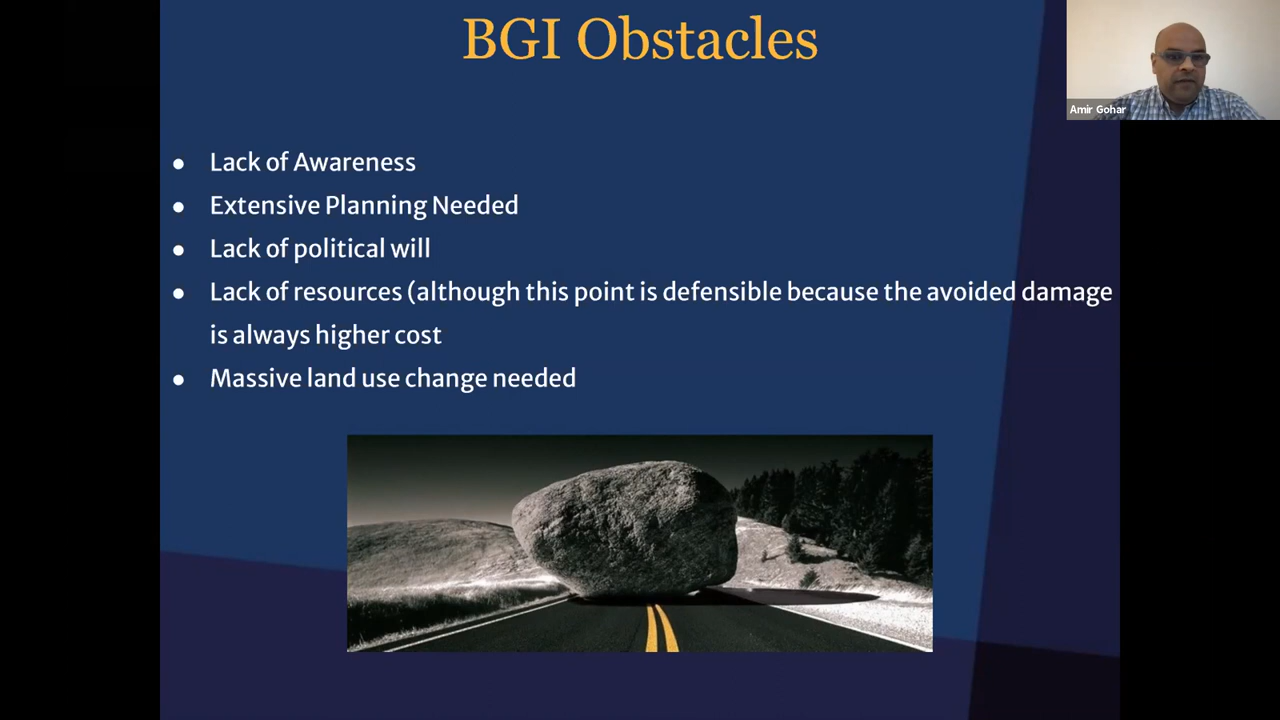 BGI Obstacles
Amir Gohar
● Lack of Awareness
● Extensive Planning Needed
● Lack of political will
● Lack of resources (although this point is defensible because the avoided damage
is always higher cost
● Massive land use change needed